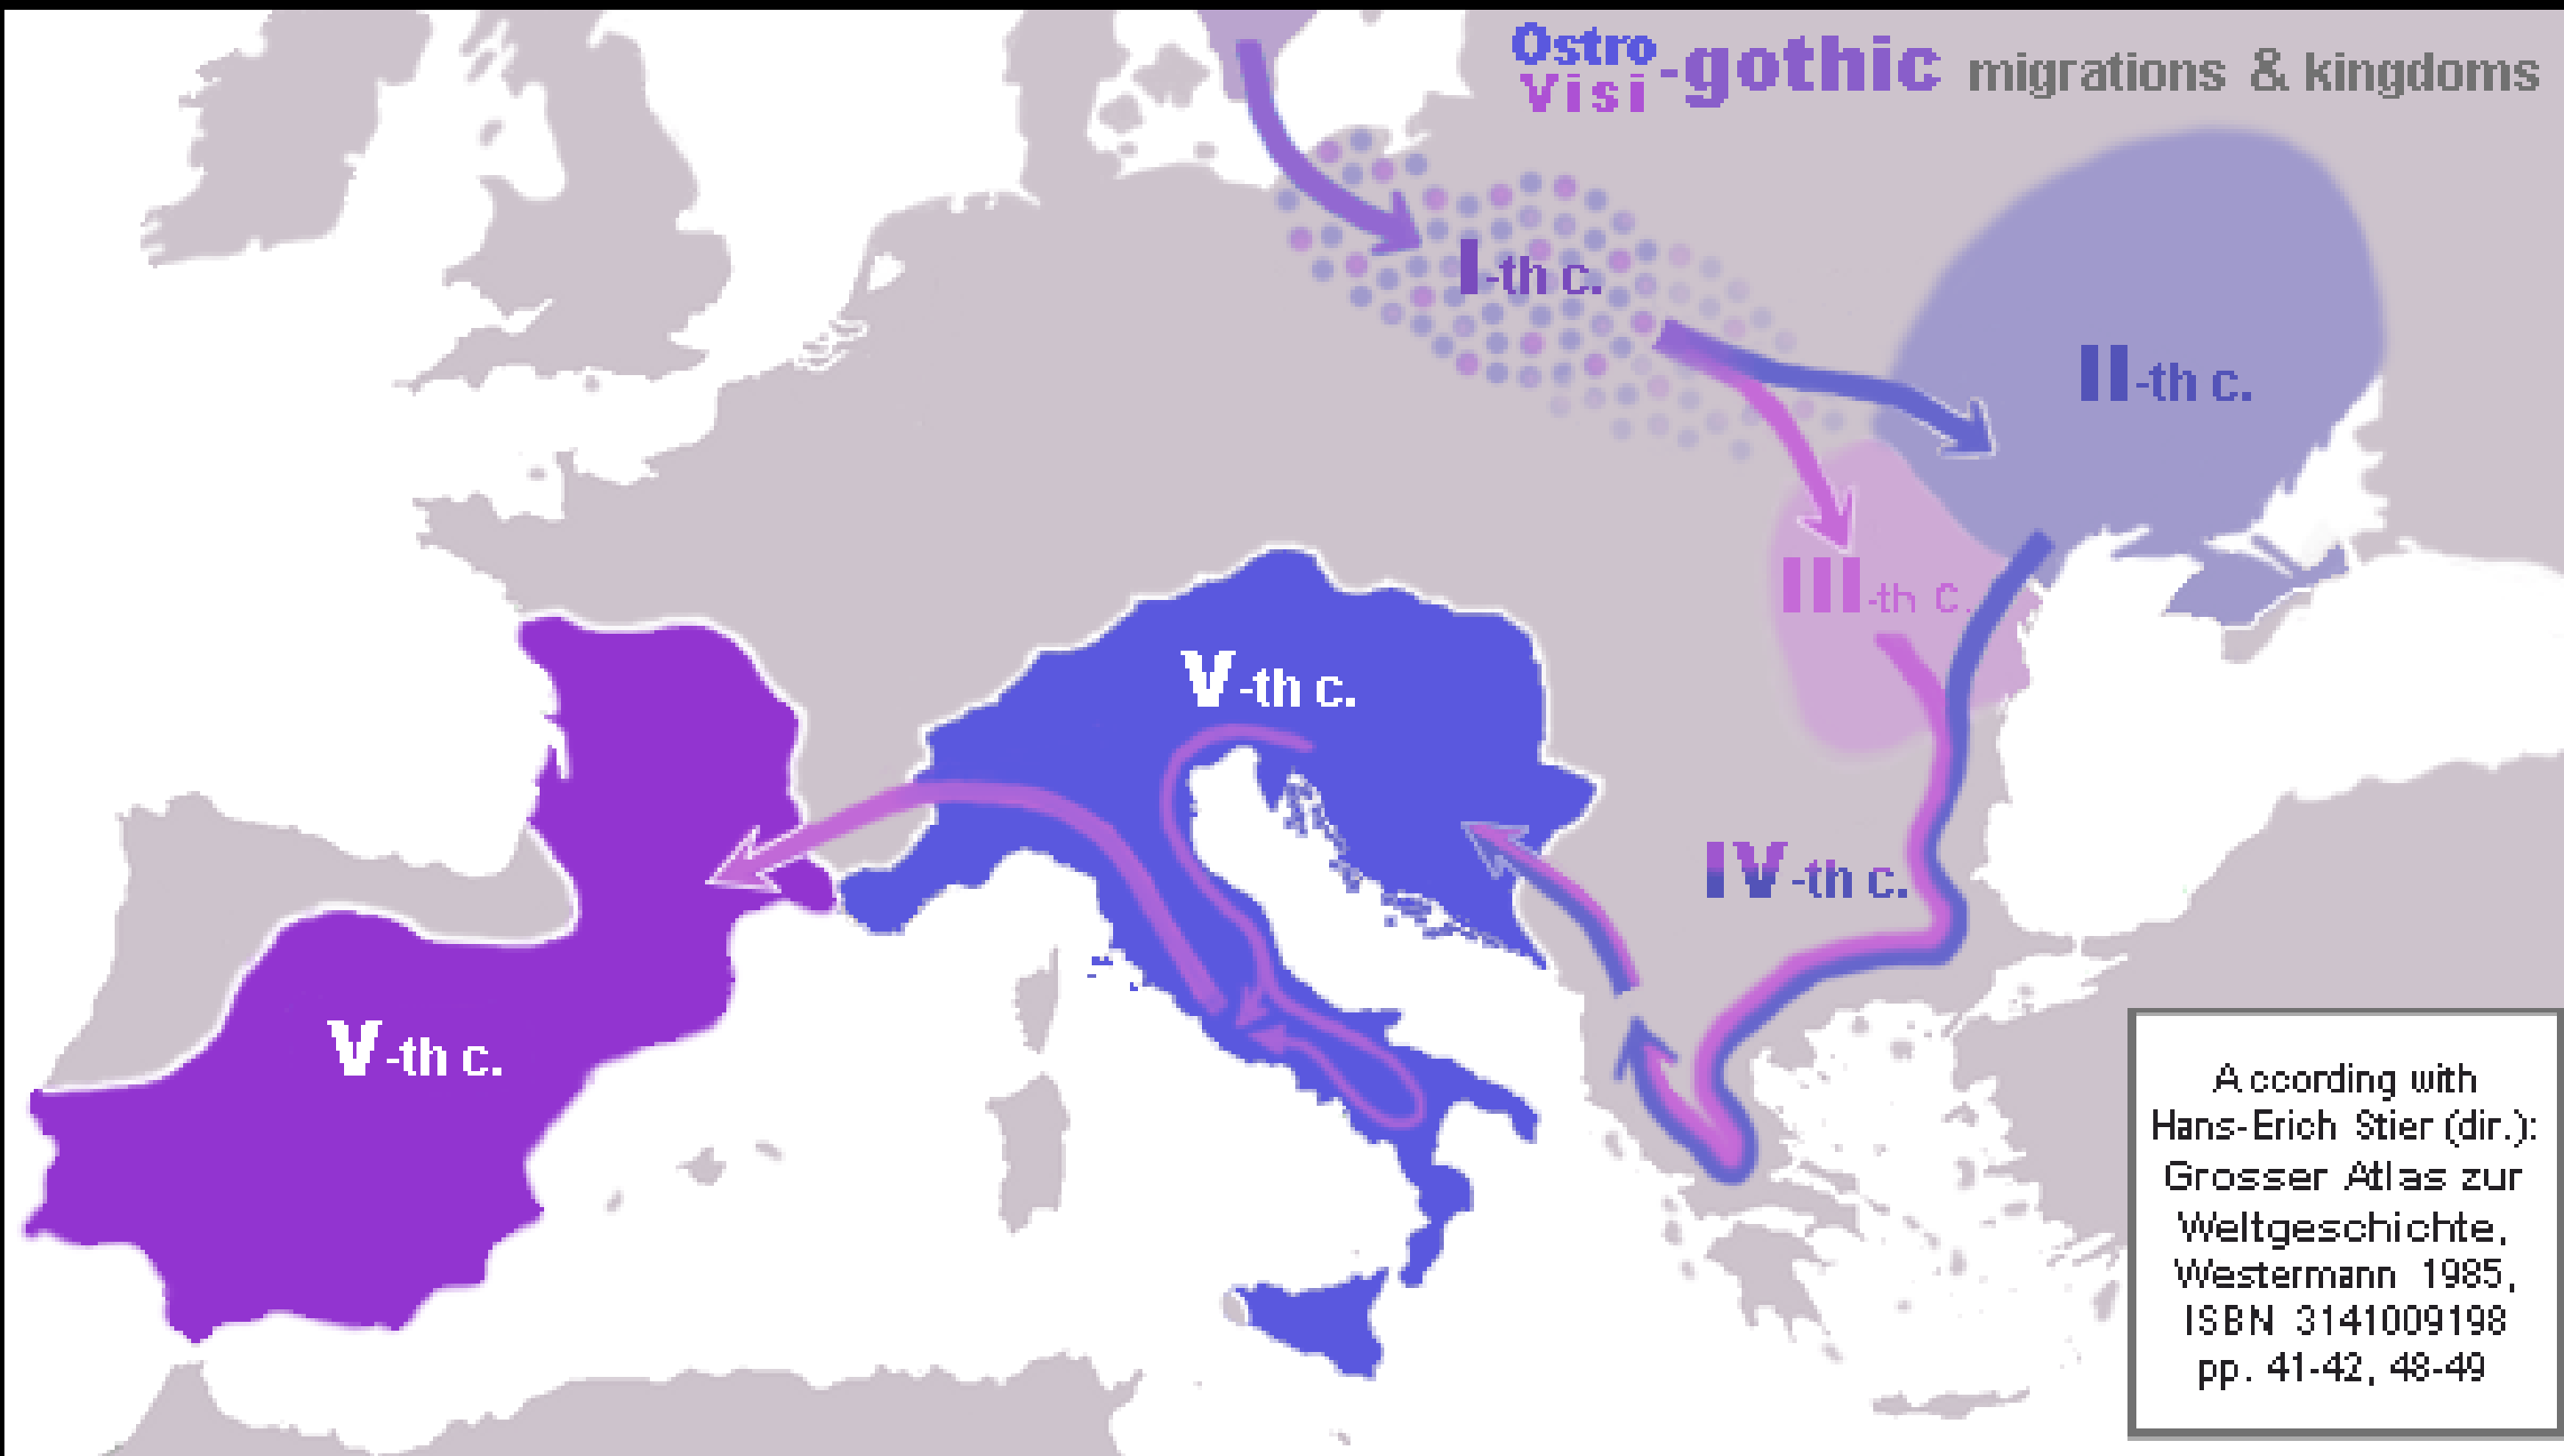 Ostro
Visi
-gothic migrations & kingdoms
I-th c.
II-th c.
III-th c.
V-th c.
IV-th c.
V-th c.
According with
Hans-Erich Stier (dir.):
Grosser Atlas zur
Weltgeschichte,
Westermann 1985,
ISBN 3141009198
pp. 41-42, 48-49